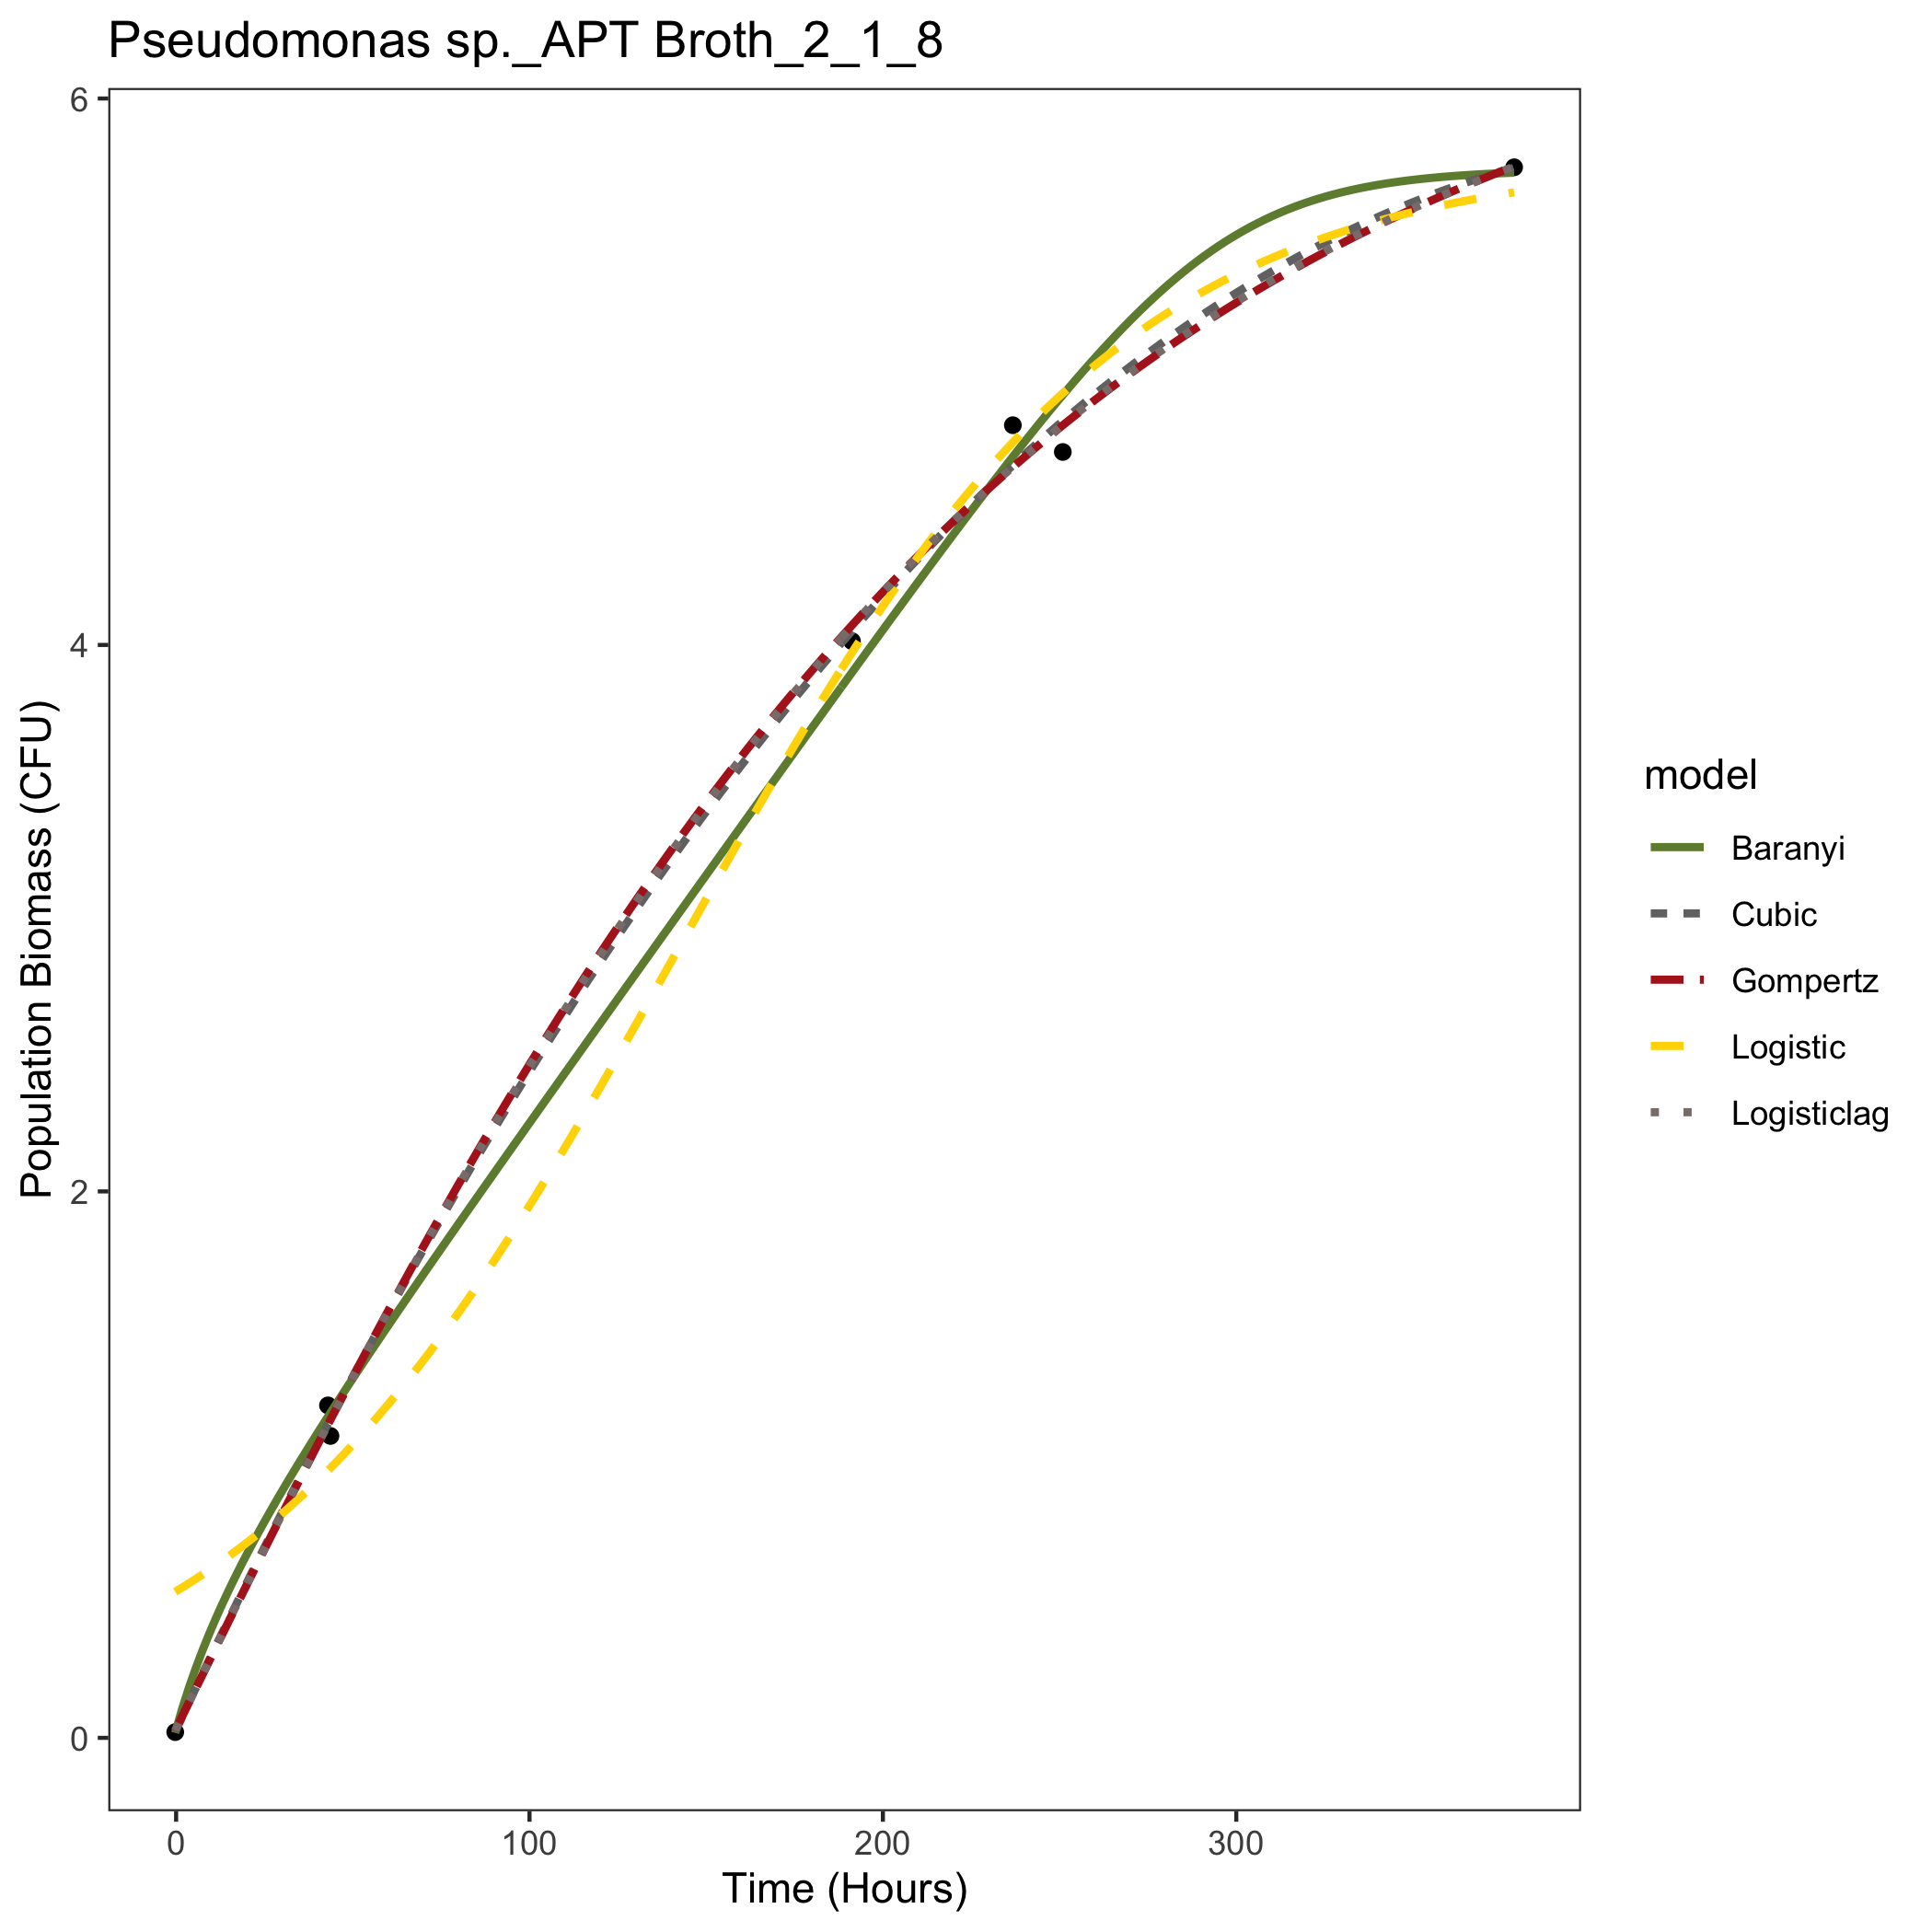 Pseudomonas sp._APT Broth_2_1_8
Population Biomass (CFU)
6
4
2
0
0 100 200 300
Time (Hours)
model
Baranyi
Cubic
Gompertz
Logistic
Logisticlag